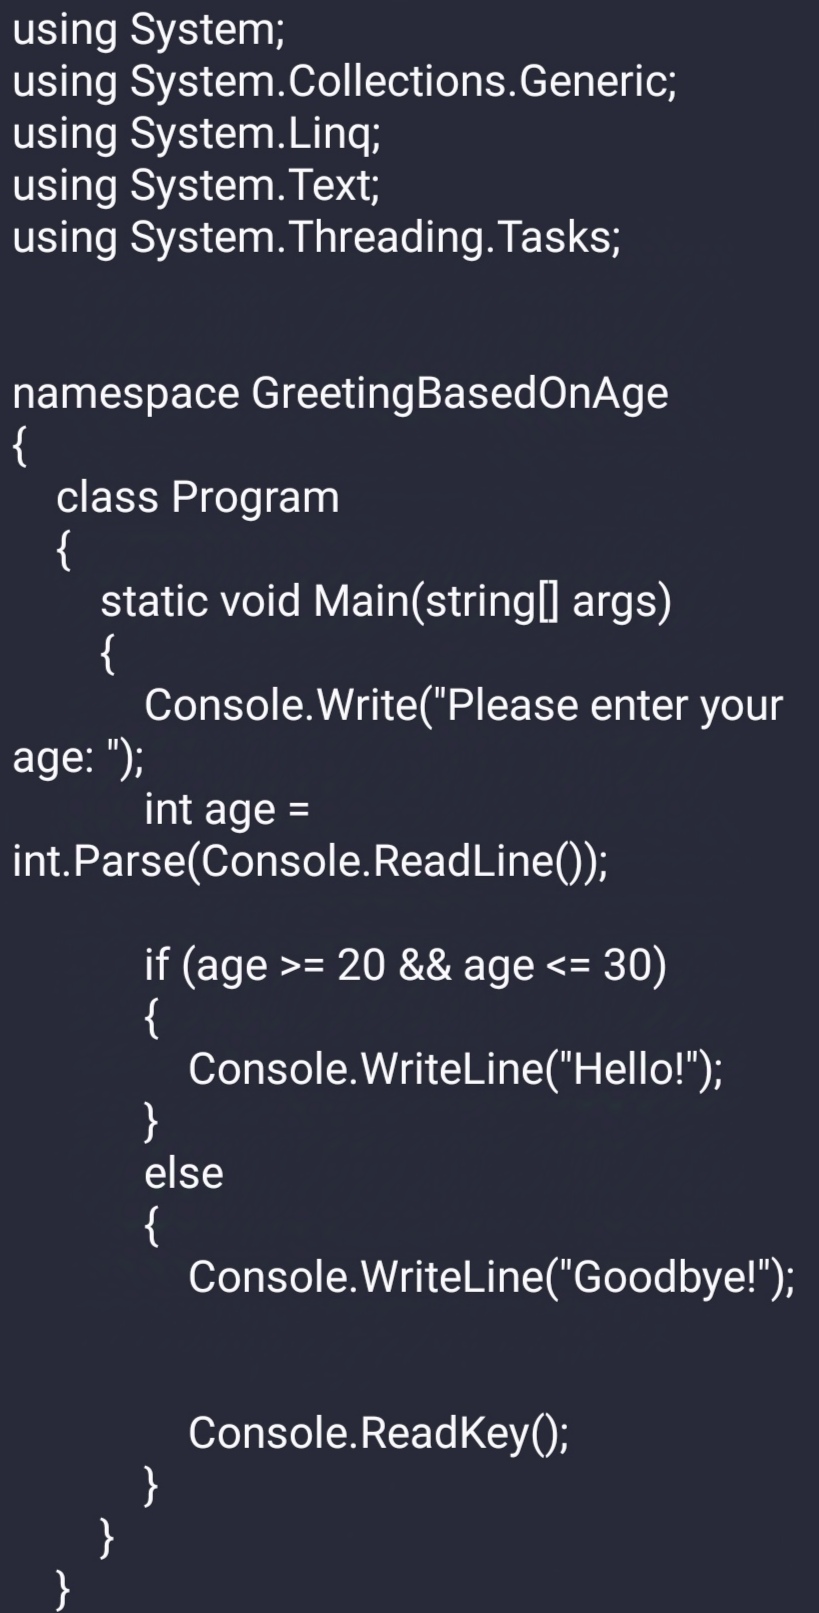 using System;
using System.Collections.Generic;
using System.Linq;
using System.Text;
using System.Threading.Tasks;
namespace GreetingBasedOnAge
{
class Program
{
static void Main(string[] args)
{
Console.Write("Please enter your
age: ");
int age =
int.Parse(Console.ReadLine());
if (age >= 20 && age <= 30)
{
Console.WriteLine("Hello!");
}
else
{
Console.WriteLine("Goodbye!");
Console.ReadKey();
}
}
}